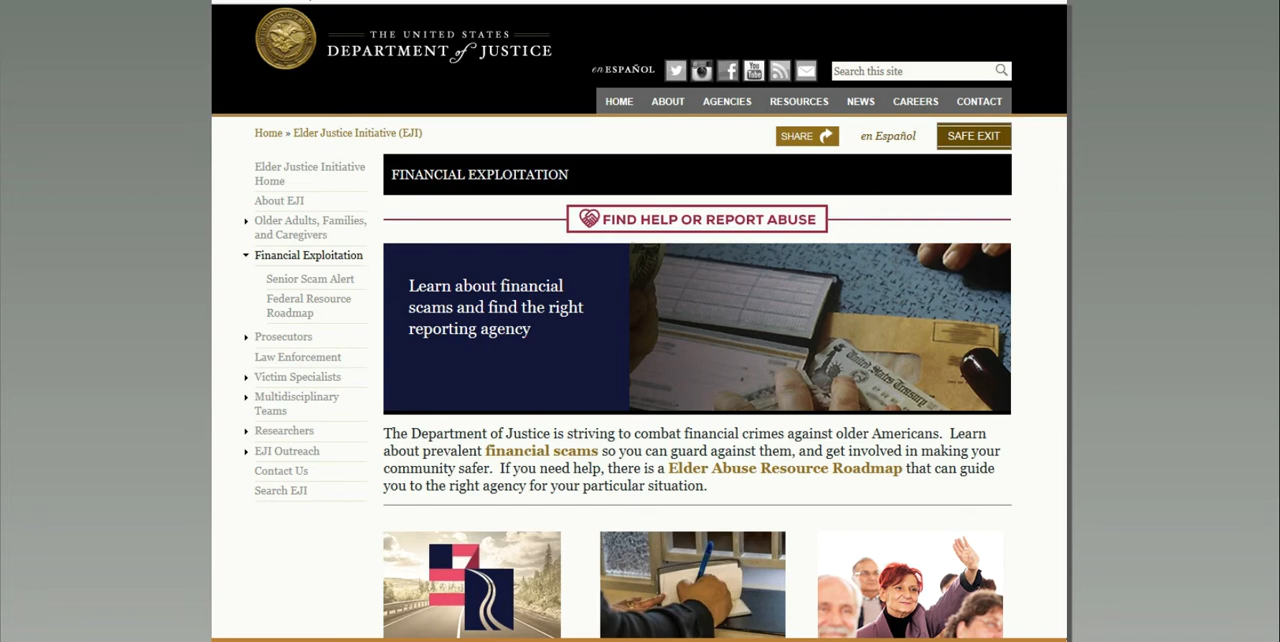 THE UNITED STATES
DEPARTMENT of JUSTICE
en ESPAÑOL
You
Tube
Search this site
HOME ABOUT AGENCIES RESOURCES NEWS CAREERS CONTACT
Home » Elder Justice Initiative (EJI)
SHARE
en Español
SAFE EXIT
Elder Justice Initiative
Home
About EJI
Older Adults, Families,
and Caregivers
Financial Exploitation
Senior Scam Alert
Federal Resource
Roadmap
Prosecutors
Law Enforcement
Victim Specialists
Multidisciplinary
Teams
Researchers
EJI Outreach
Contact Us
Search EJI
FINANCIAL EXPLOITATION
FIND HELP OR REPORT ABUSE
Learn about financial
scams and find the right
reporting agency
United States Treasury
The Department of Justice is striving to combat financial crimes against older Americans. Learn
about prevalent financial scams so you can guard against them, and get involved in making your
community safer. If you need help, there is a Elder Abuse Resource Roadmap that can guide
you to the right agency for your particular situation.